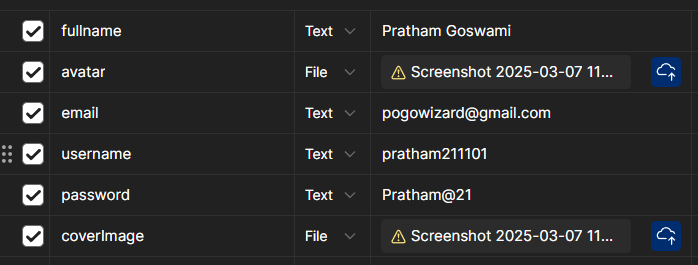 fullname Text Pratham Goswami
avatar File Screenshot 2025-03-07 11...
email Text pogowizard@gmail.com
username Text pratham211101
password Text Pratham@21
coverImage File Screenshot 2025-03-07 11...